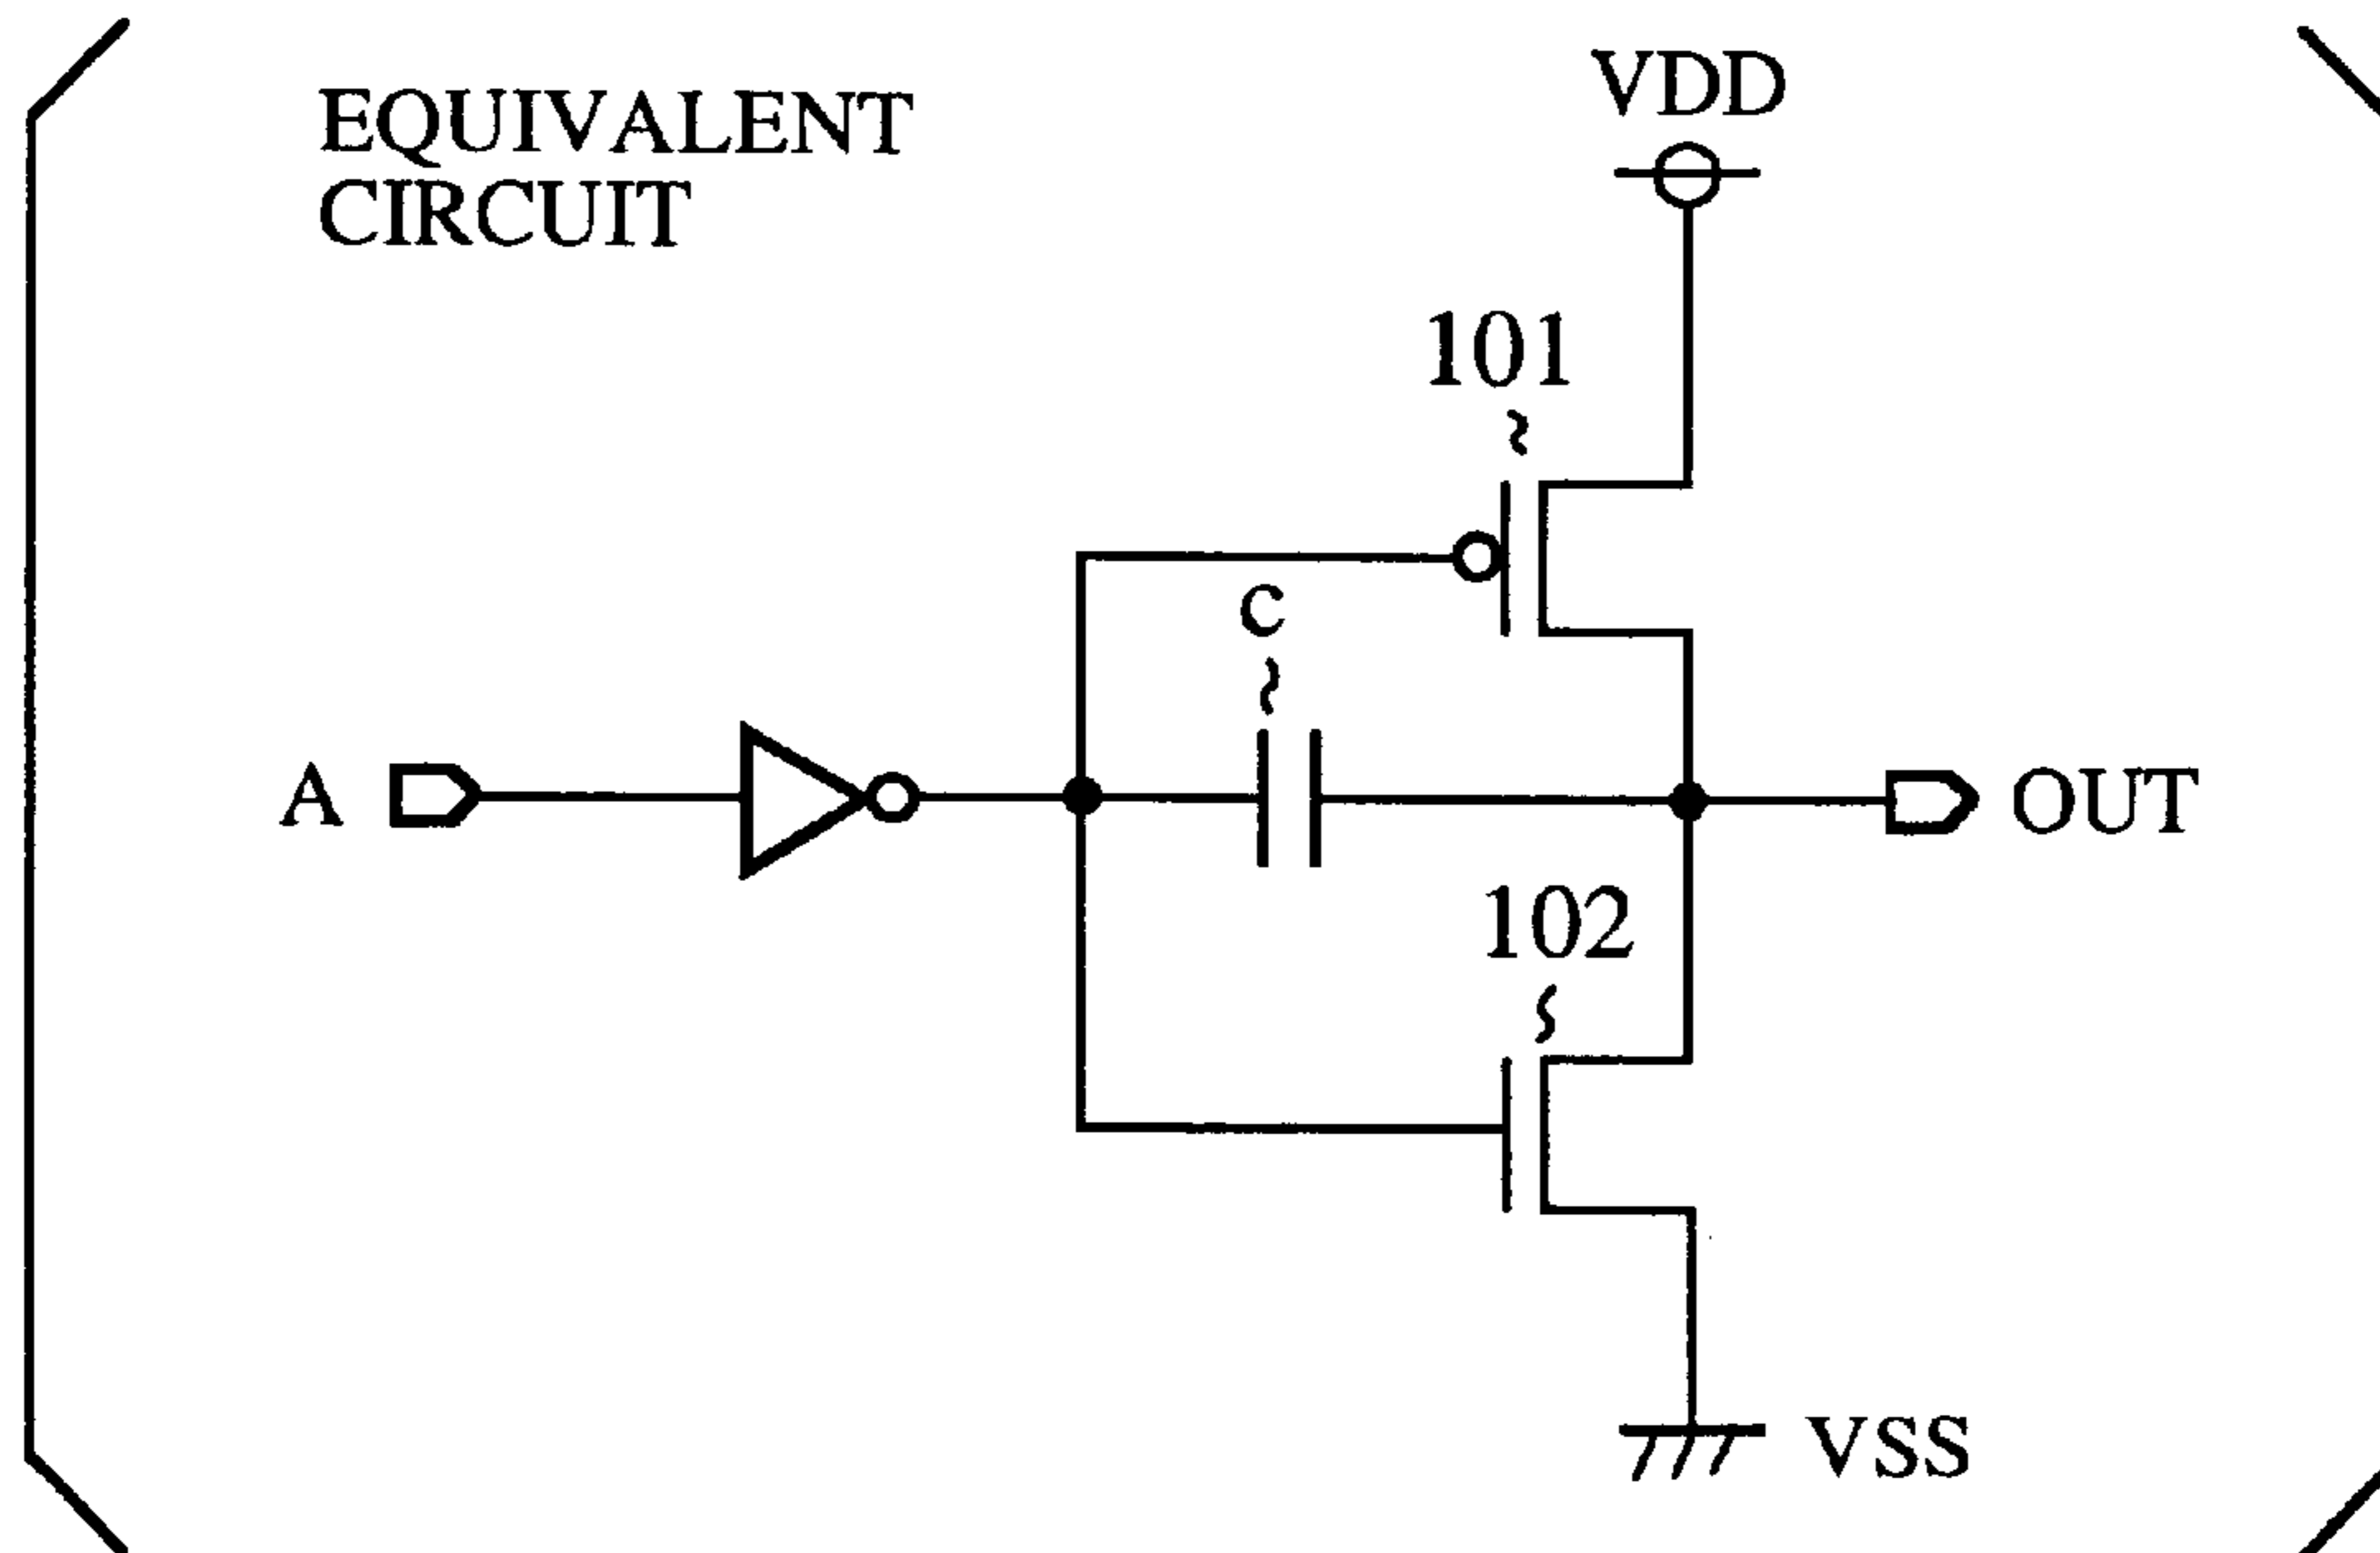 EQUIVALENT
CIRCUIT
VDD
101
C
A
OUT
102
VSS